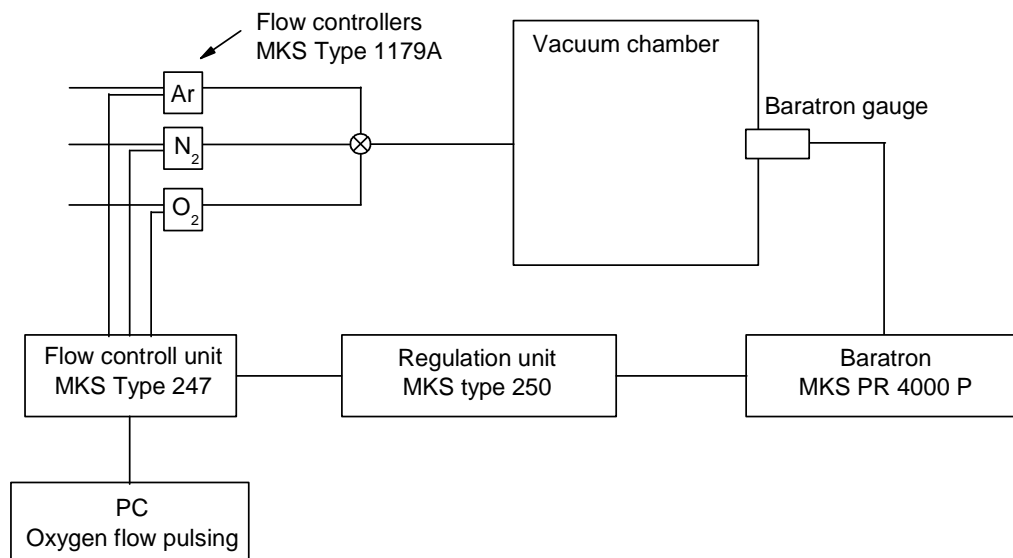 Flow controllers
MKS Type 1179A
Vacuum chamber
Ar
Baratron gauge
N2
O2
Flow controll unit
MKS Type 247
Regulation unit
MKS type 250
Baratron
MKS PR 4000 P
PC
Oxygen flow pulsing